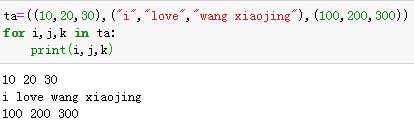 ta=((10,20,30),("i","love","wang xiaojing"),(100,200,300))
for i,j,k in ta:
    print(i,j,k)
10 20 30
i love wang xiaojing
100 200 300